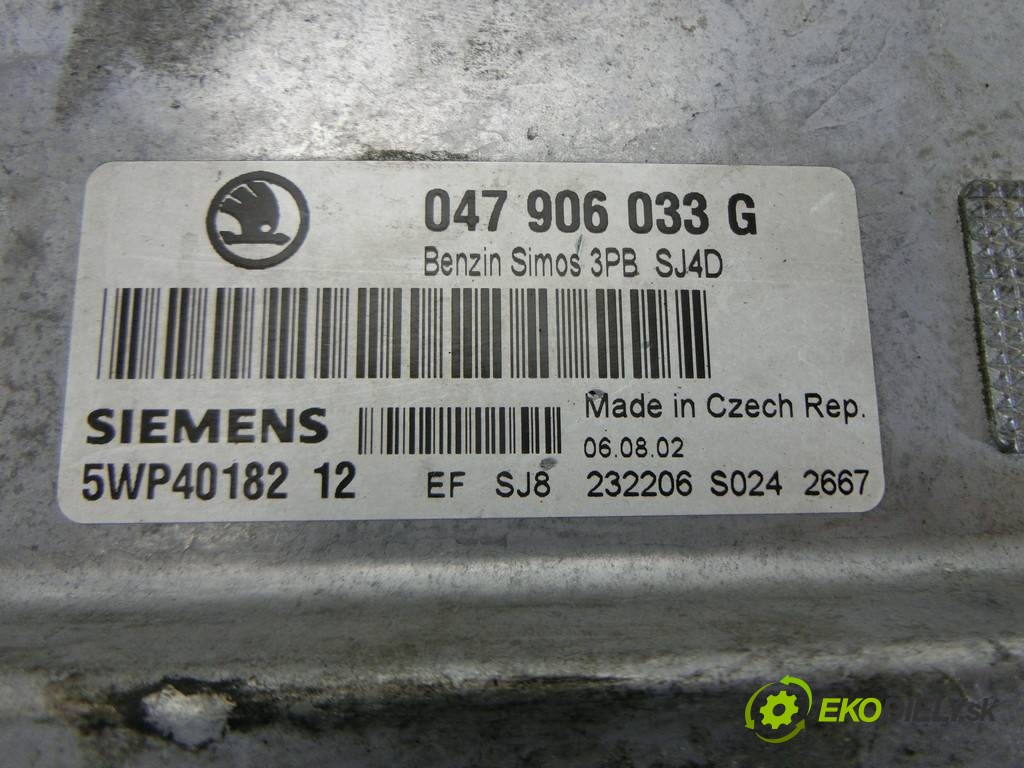 047 906 033 G
Benzin Simos 3PB SJ4D
SIEMENS
Made in Czech Rep.
06.08.02
5WP40182 12 EF SJ8 232206 S024 2667
EKODIELY.sk